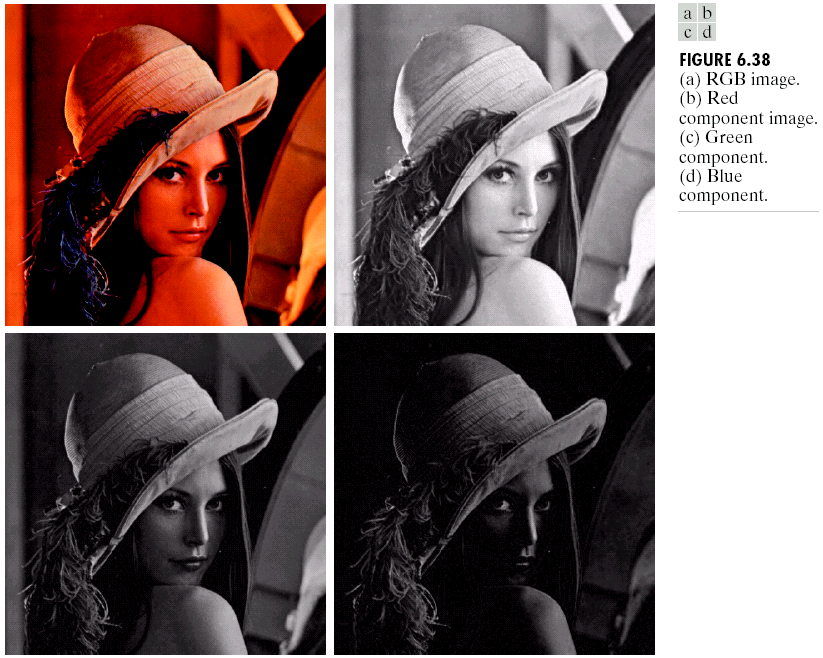 a b
c d
FIGURE 6.38
(a) RGB image.
(b) Red
component image.
(c) Green
component.
(d) Blue
component.